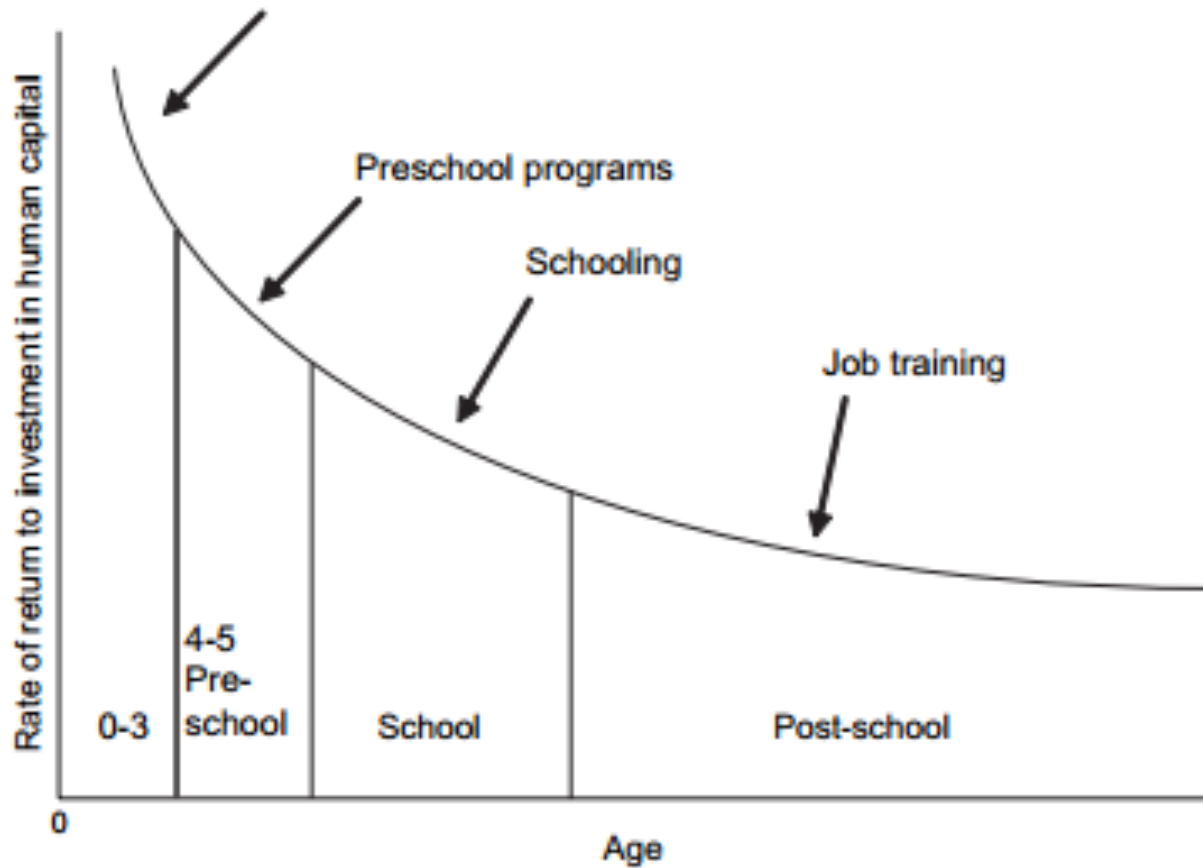 Rate of return to investment in human capital
Preschool programs
Schooling
Job training
4-5
Pre-
school
0-3
School
Post-school
0
Age